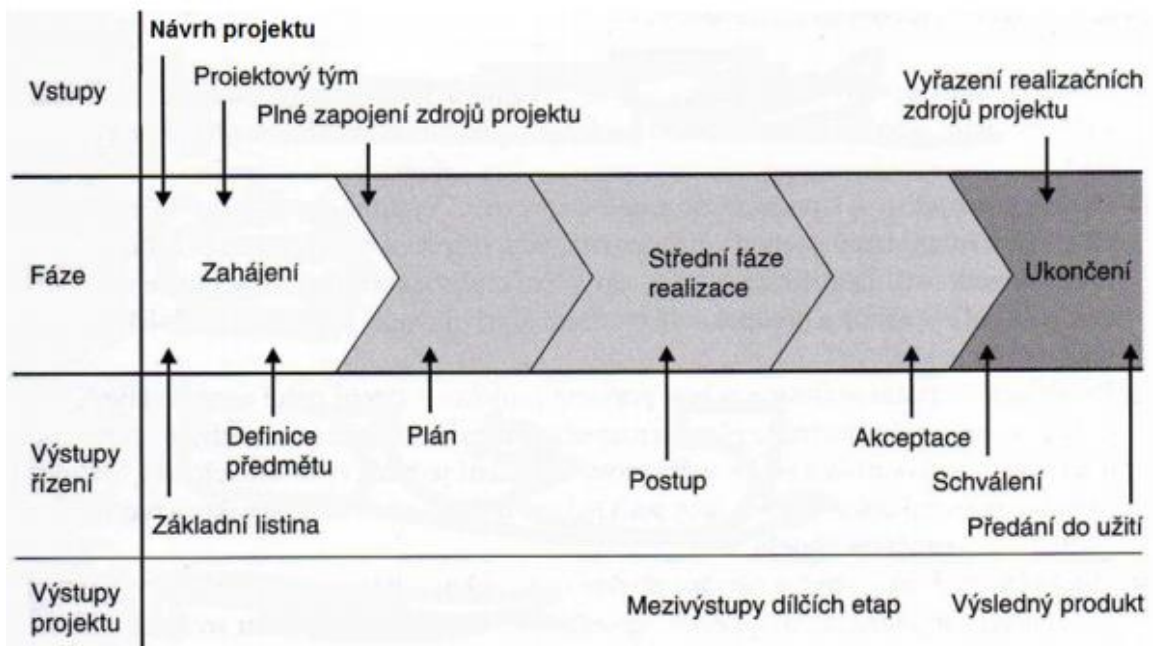 Návrh projektu
Vstupy
Proiektový tým
Plné zapojení zdrojů projektu
Vyřazení realizačních
zdrojů projektu
Fáze
Zahájení
Střední fáze
realizace
Ukončení
Výstupy
řízení
Definice
předmětu
Plán
Postup
Akceptace
Schválení
Základní listina
Předání do užití
Výstupy
projektu
Mezivýstupy dílčích etap
Výsledný produkt